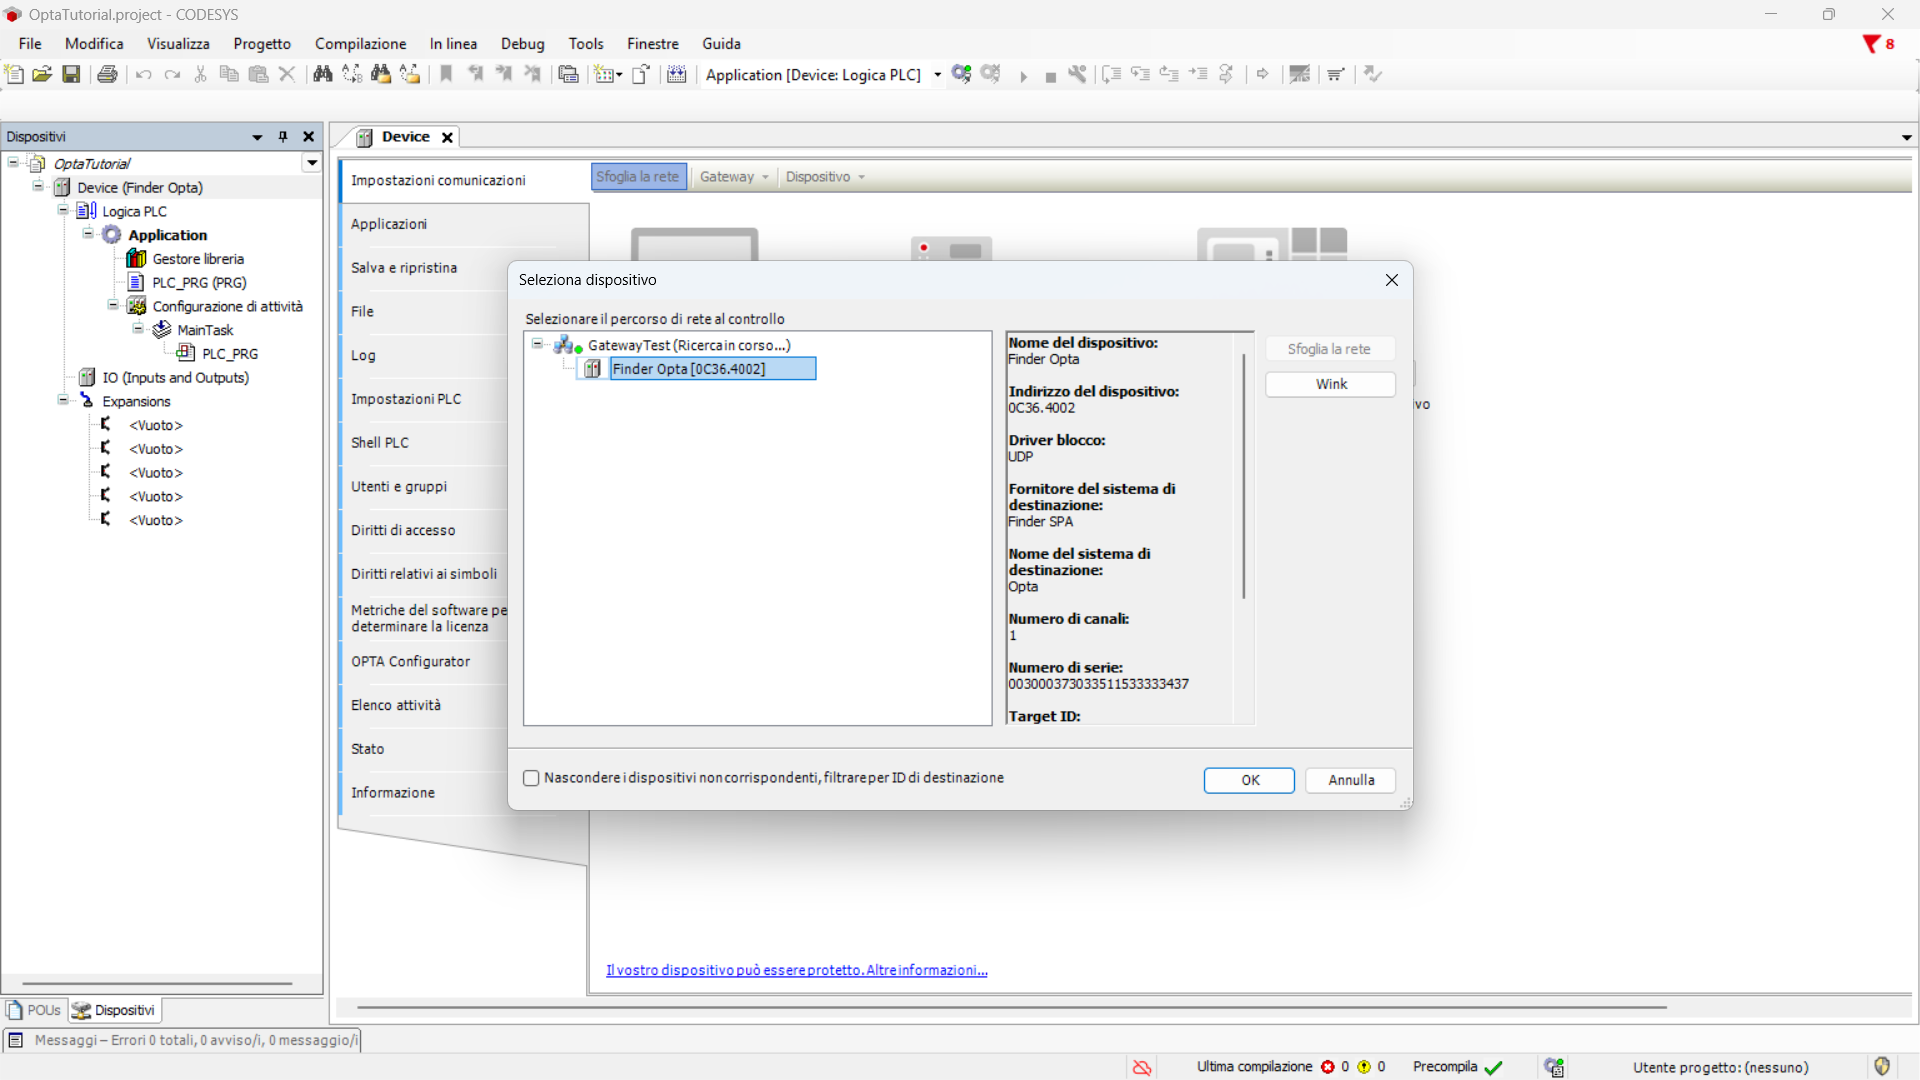 OptaTutorial.project - CODESYS
File Modifica Visualizza Progetto Compilazione In linea Debug Tools Finestre Guida
8
Application [Device: Logica PLC]
Dispositivi
Device
OptaTutorial
Device (Finder Opta)
Logica PLC
Application
Gestore libreria
PLC_PRG (PRG)
Configurazione di attività
MainTask
PLC_PRG
IO (Inputs and Outputs)
Expansions
<Vuoto>
<Vuoto>
<Vuoto>
<Vuoto>
<Vuoto>
Impostazioni comunicazioni
Applicazioni
Salva e ripristina
File
Log
Impostazioni PLC
Shell PLC
Utenti e gruppi
Diritti di accesso
Diritti relativi ai simboli
Metriche del software pe
determinare la licenza
OPTA Configurator
Elenco attività
Stato
Informazione
Sfoglia la rete Gateway Dispositivo
Seleziona dispositivo
Selezionare il percorso di rete al controllo
GatewayTest (Ricerca in corso...)
Finder Opta [0C36.4002]
Nome del dispositivo:
Finder Opta
Indirizzo del dispositivo:
0C36.4002
Driver blocco:
UDP
Fornitore del sistema di
destinazione:
Finder SPA
Nome del sistema di
destinazione:
Opta
Numero di canali:
1
Numero di serie:
003000373033511533333437
Target ID:
Sfoglia la rete
Wink
vo
Nascondere i dispositivi non corrispondenti, filtrare per ID di destinazione
OK
Annulla
Il vostro dispositivo può essere protetto. Altre informazioni...
POUs
Dispositivi
Messaggi – Errori 0 totali, 0 avviso/i, 0 messaggio/i
Ultima compilazione 0 0 Precompila Utente progetto: (nessuno)